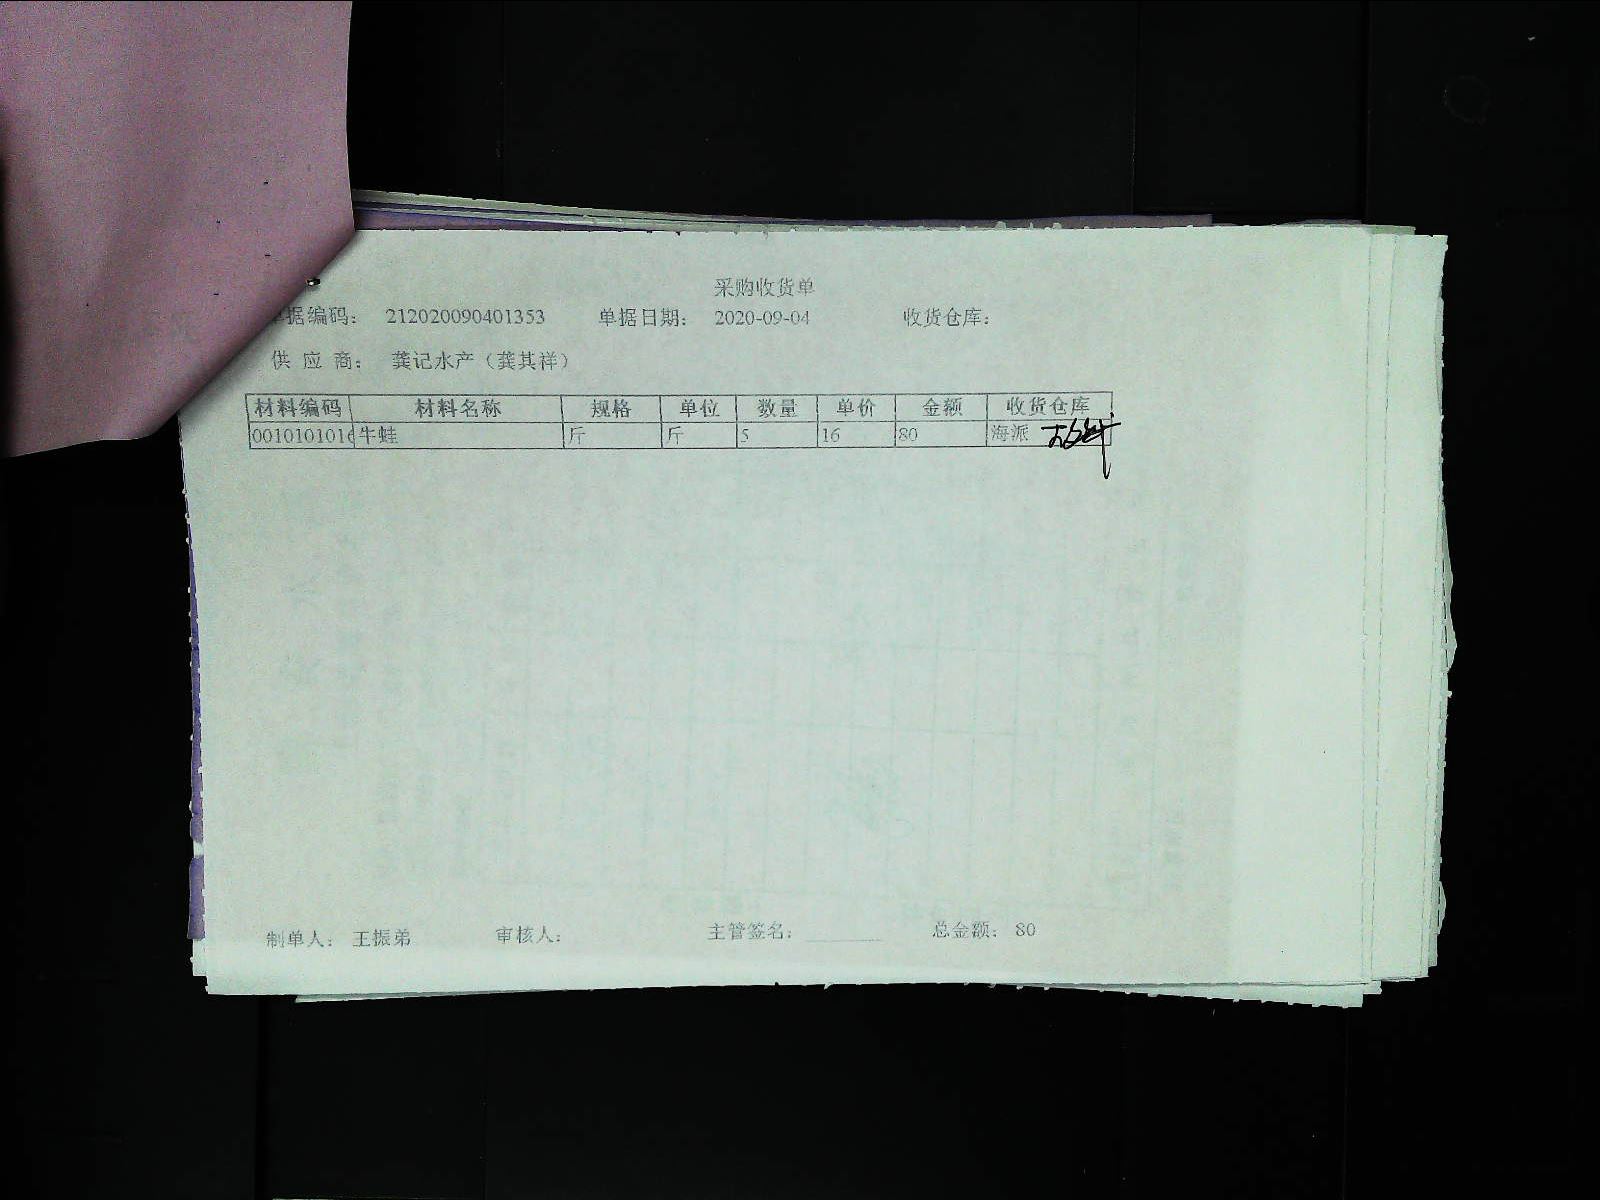 采购收货单
单据编码： 212020090401353 单据日期： 2020-09-04 收货仓库：
供 应 商： 龚记水产（龚其祥）
材料编码 材料名称 规格 单位 数量 单价 金额 收货仓库
0010101016 牛蛙 斤 斤 5 16 80 海派
制单人： 王振弟 审核人： 主管签名： 总金额： 80